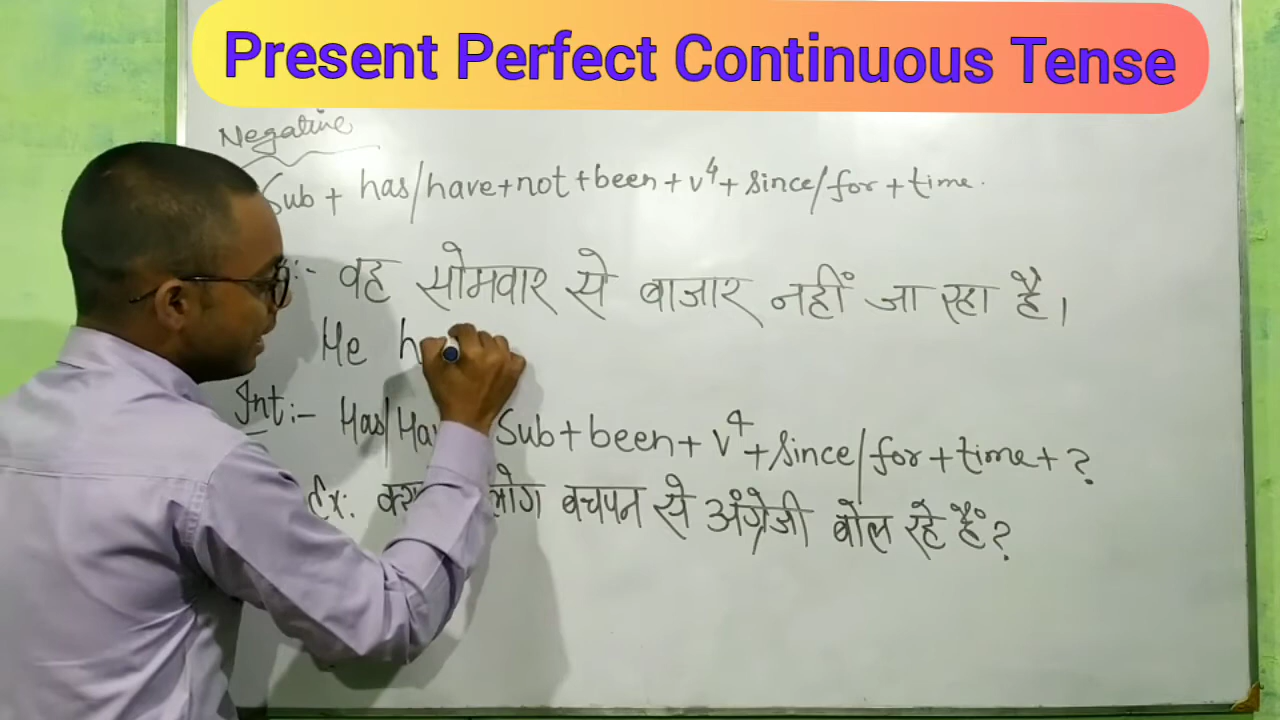 Present Perfect Continuous Tense
Negative
Sub + has/have+not+been+v⁴+since/for+time.
:- वह सोमवार से बाजार नहीं जा रहा है।
He h
Int:- Has/Hav Sub+been+v⁴+since/for+time+?
Ex: लोग बचपन से अंग्रेजी बोल रहे हैं?